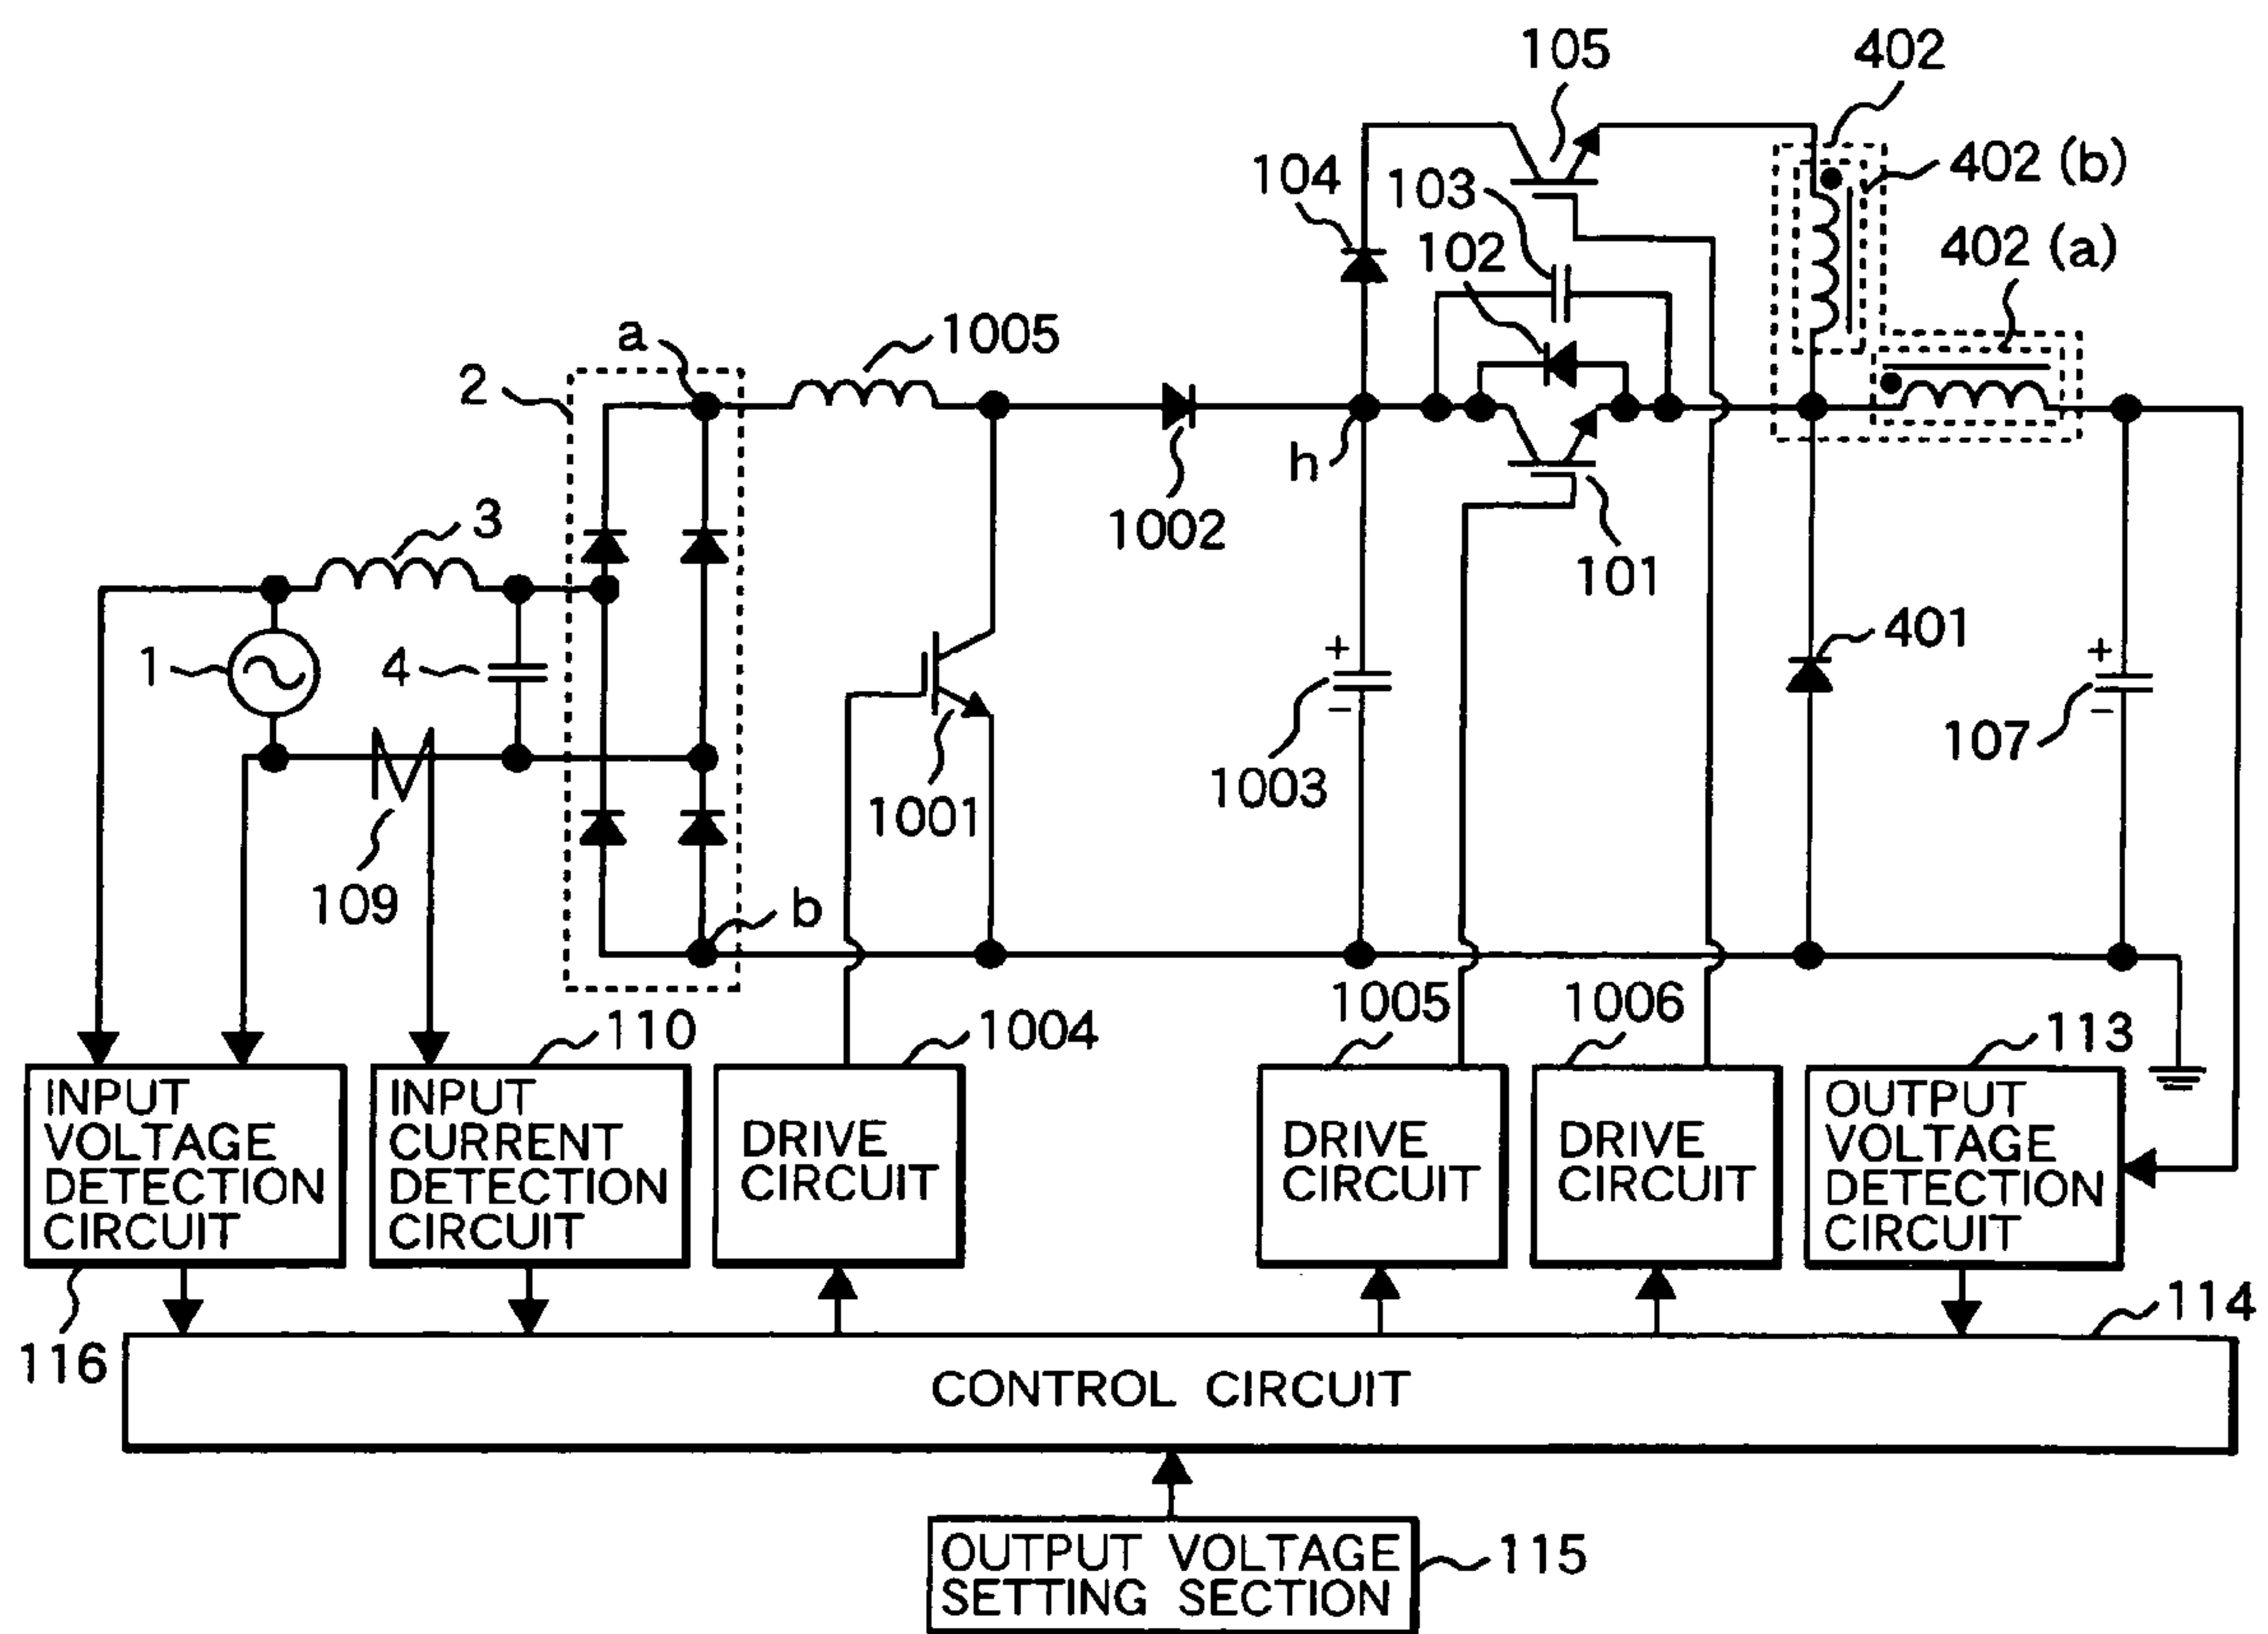 105
402
104
103
402 (b)
102
402 (a)
a
1005
2
h
1002
101
3
1
4
401
+
-
1003
+
-
107
1001
109
b
110
1004
1005
1006
113
INPUT
VOLTAGE
DETECTION
CIRCUIT
INPUT
CURRENT
DETECTION
CIRCUIT
DRIVE
CIRCUIT
DRIVE
CIRCUIT
DRIVE
CIRCUIT
OUTPUT
VOLTAGE
DETECTION
CIRCUIT
116
114
CONTROL CIRCUIT
OUTPUT VOLTAGE
SETTING SECTION
115